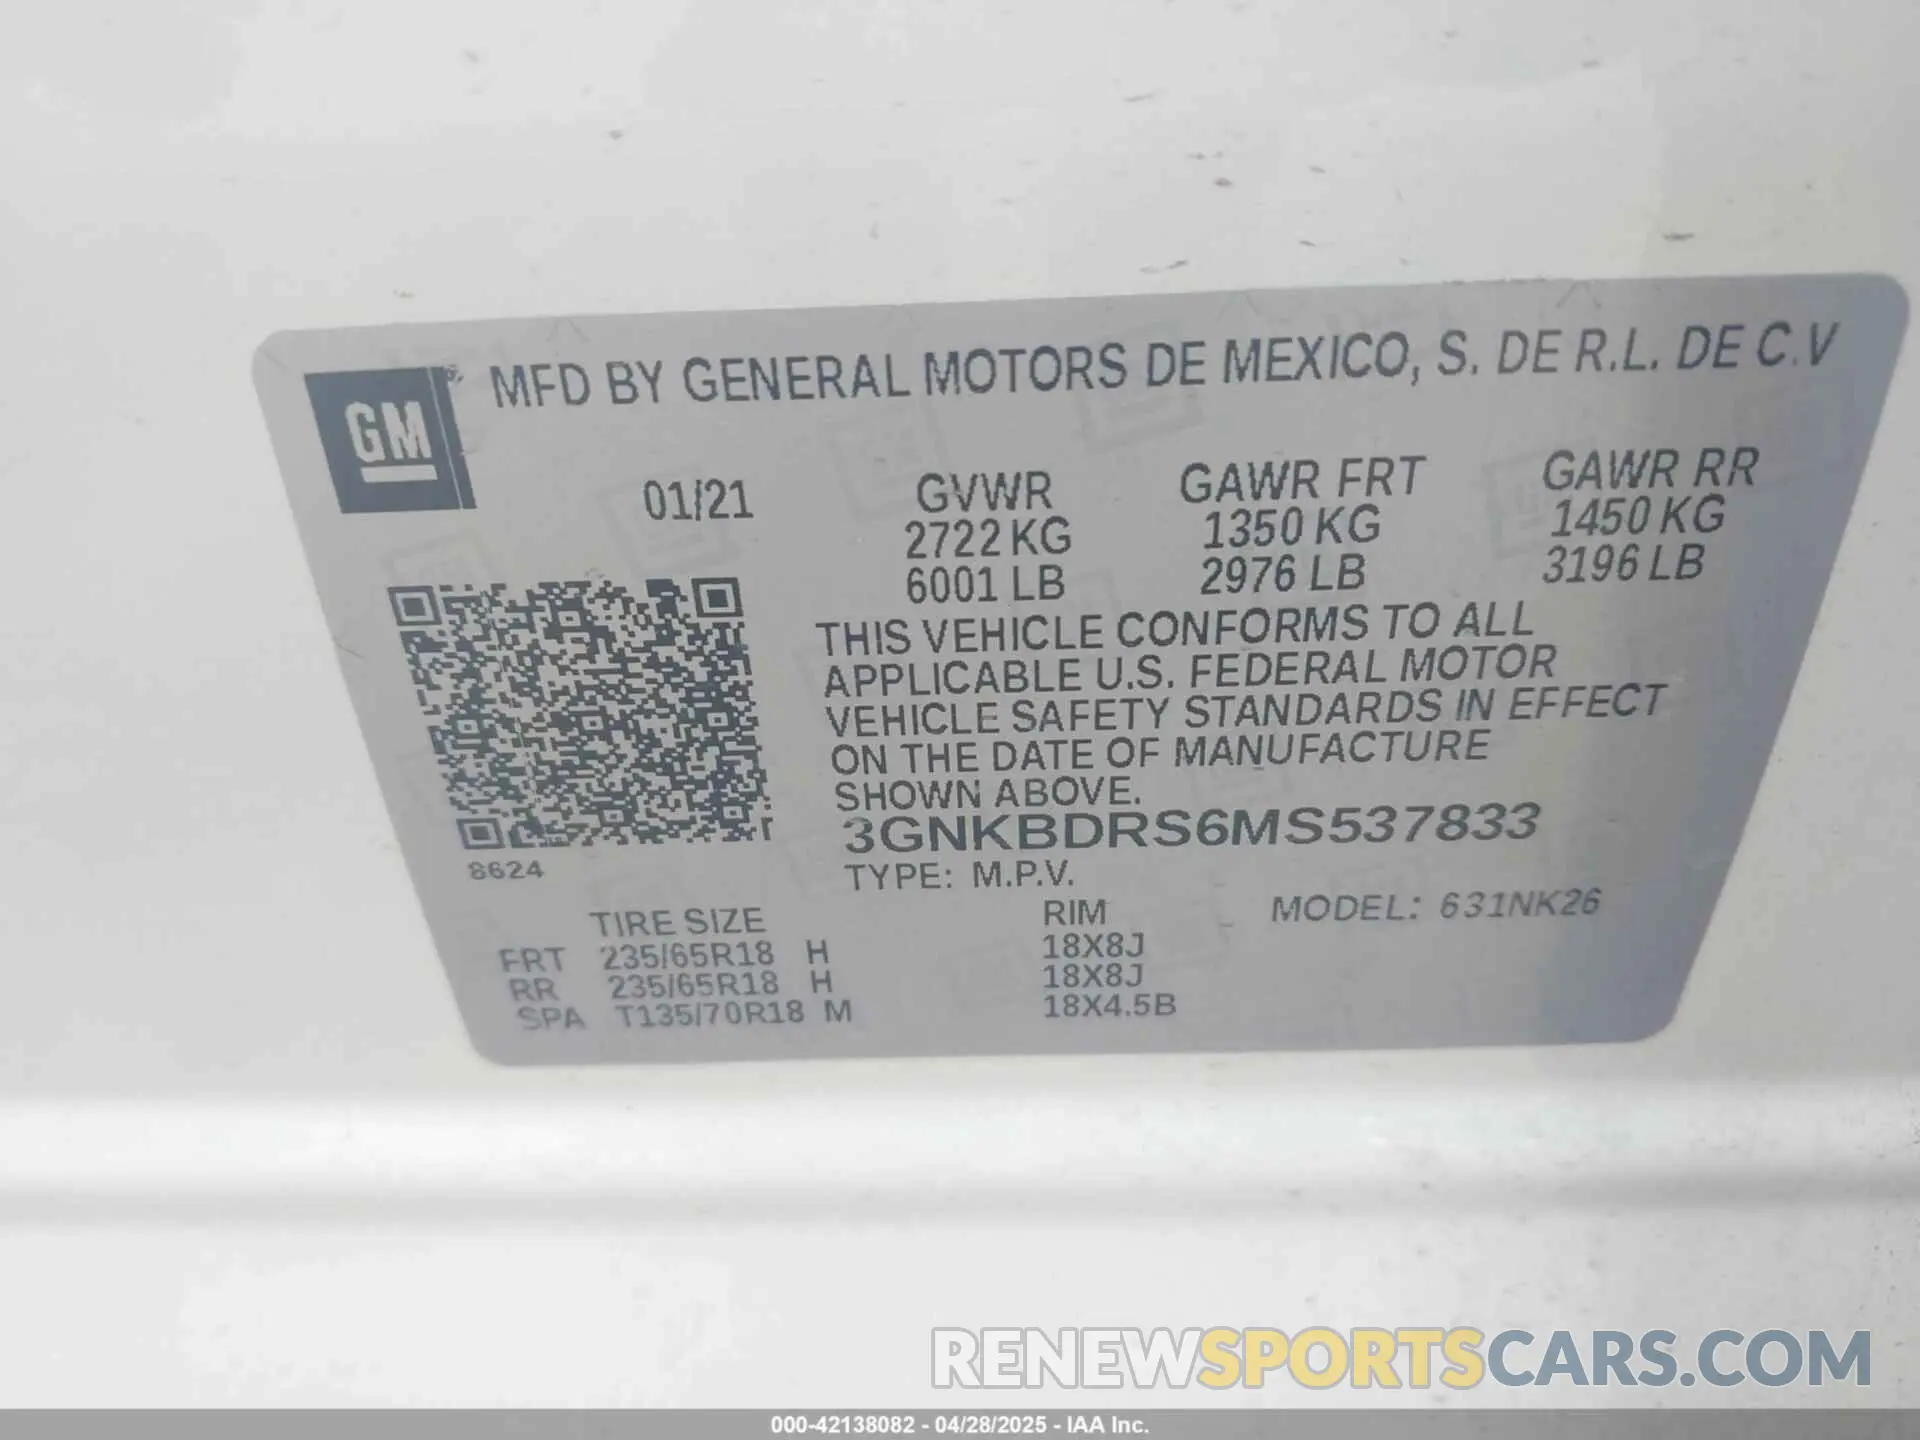 GM
MFD BY GENERAL MOTORS DE MEXICO, S. DE R.L. DE C.V
01/21
GVWR GAWR FRT GAWR RR
2722 KG 1350 KG 1450 KG
6001 LB 2976 LB 3196 LB
THIS VEHICLE CONFORMS TO ALL
APPLICABLE U.S. FEDERAL MOTOR
VEHICLE SAFETY STANDARDS IN EFFECT
ON THE DATE OF MANUFACTURE
SHOWN ABOVE.
3GNKBDRS6MS537833
8624
TYPE: M.P.V.
TIRE SIZE RIM MODEL: 631NK26
FRT 235/65R18 H 18X8J
RR 235/65R18 H 18X8J
SPA T135/70R18 M 18X4.5B
RENEWSPORTSCARS.COM
000-42138082 - 04/28/2025 - IAA Inc.